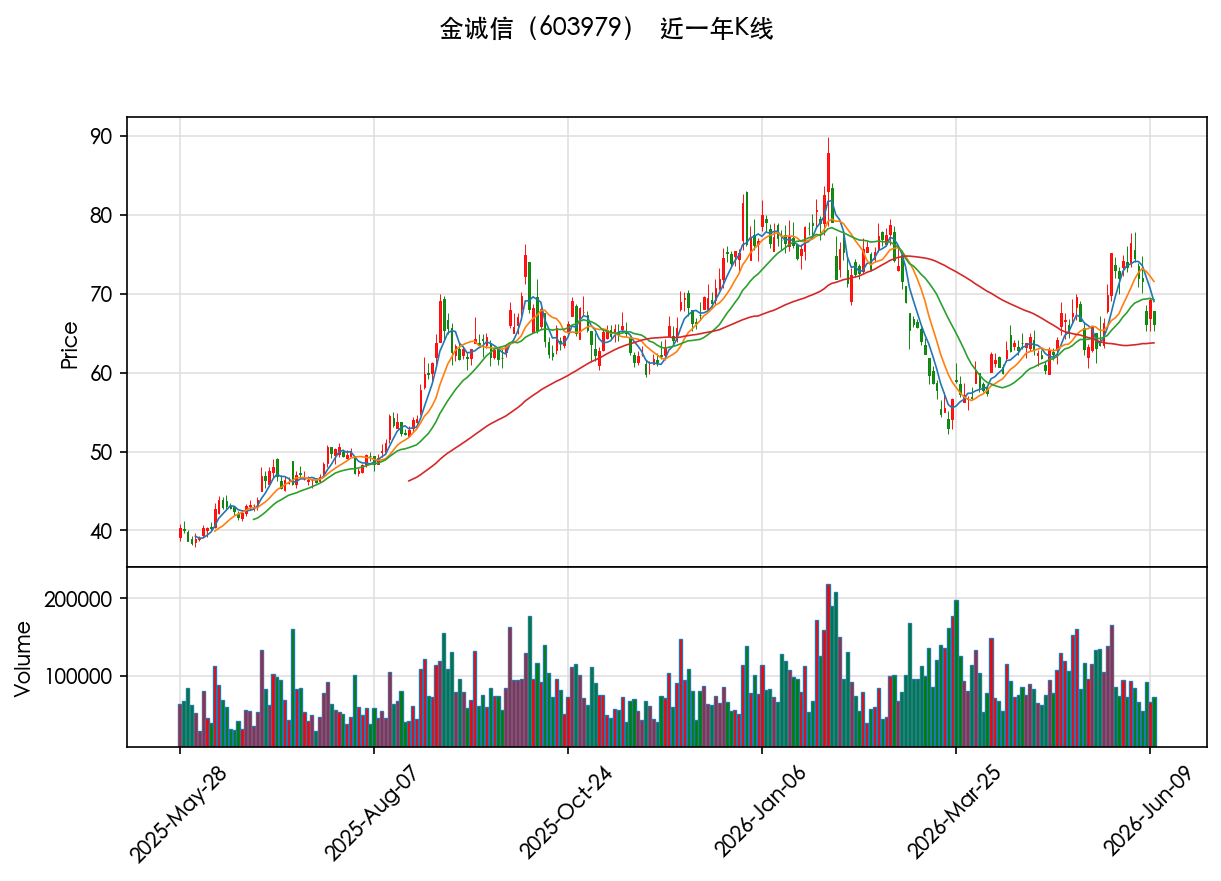 金诚信（603979） 近一年K线
Price
90
80
70
60
50
40
Volume
200000
100000
2025-May-28
2025-Aug-07
2025-Oct-24
2026-Jan-06
2026-Mar-25
2026-Jun-09